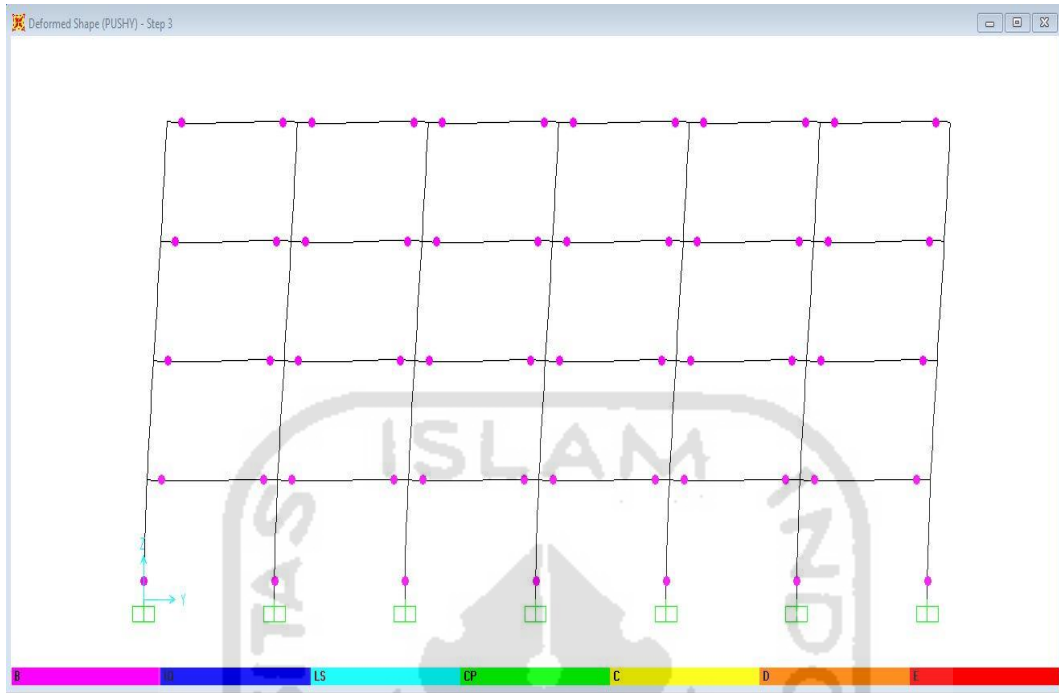 Deformed Shape (PUSHY) - Step 3
ISLAM
Z
Y
B IO LS CP C D E